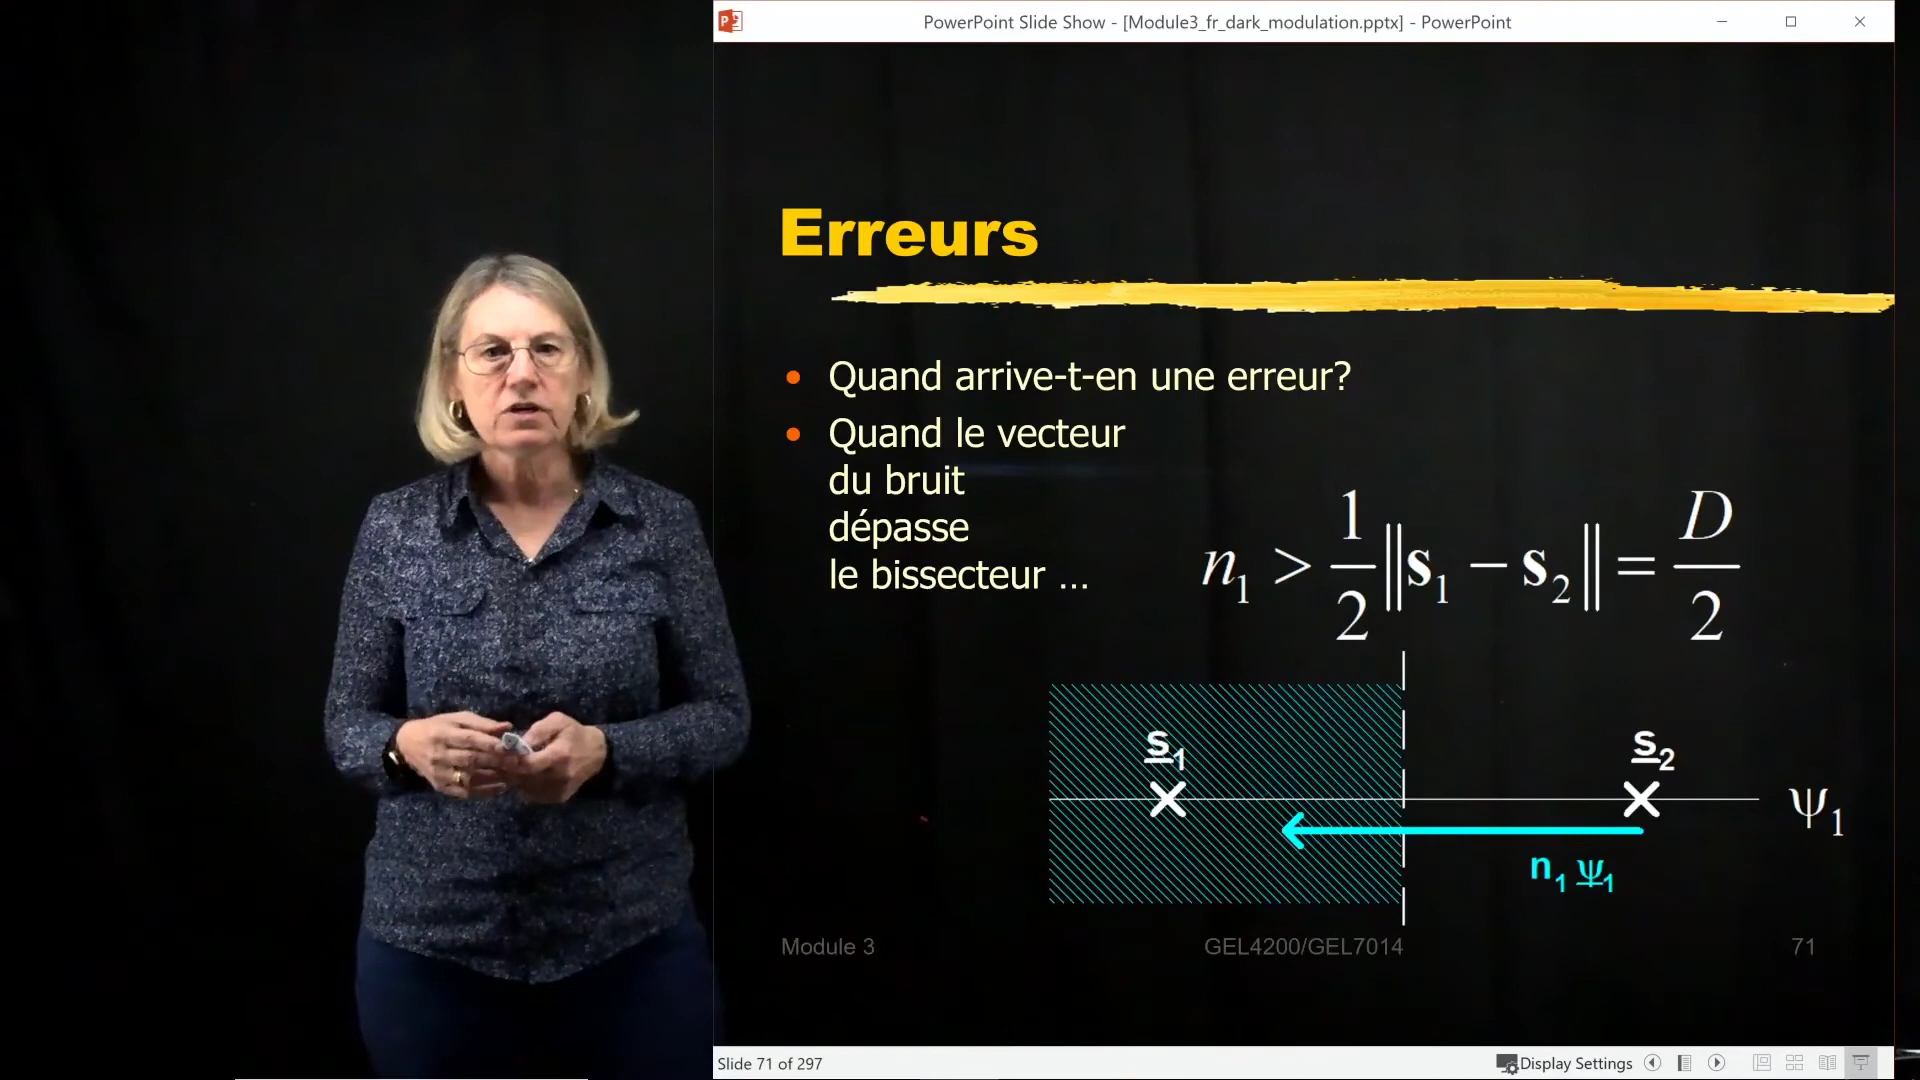 PowerPoint Slide Show - [Module3_fr_dark_modulation.pptx] - PowerPoint
Erreurs
• Quand arrive-t-en une erreur?
• Quand le vecteur
du bruit
dépasse
le bissecteur ...
n₁ > 1/2 ‖s₁ − s₂‖ = D/2
s₁
s₂
ψ₁
n₁ ψ₁
Module 3
GEL4200/GEL7014
71
Slide 71 of 297
Display Settings